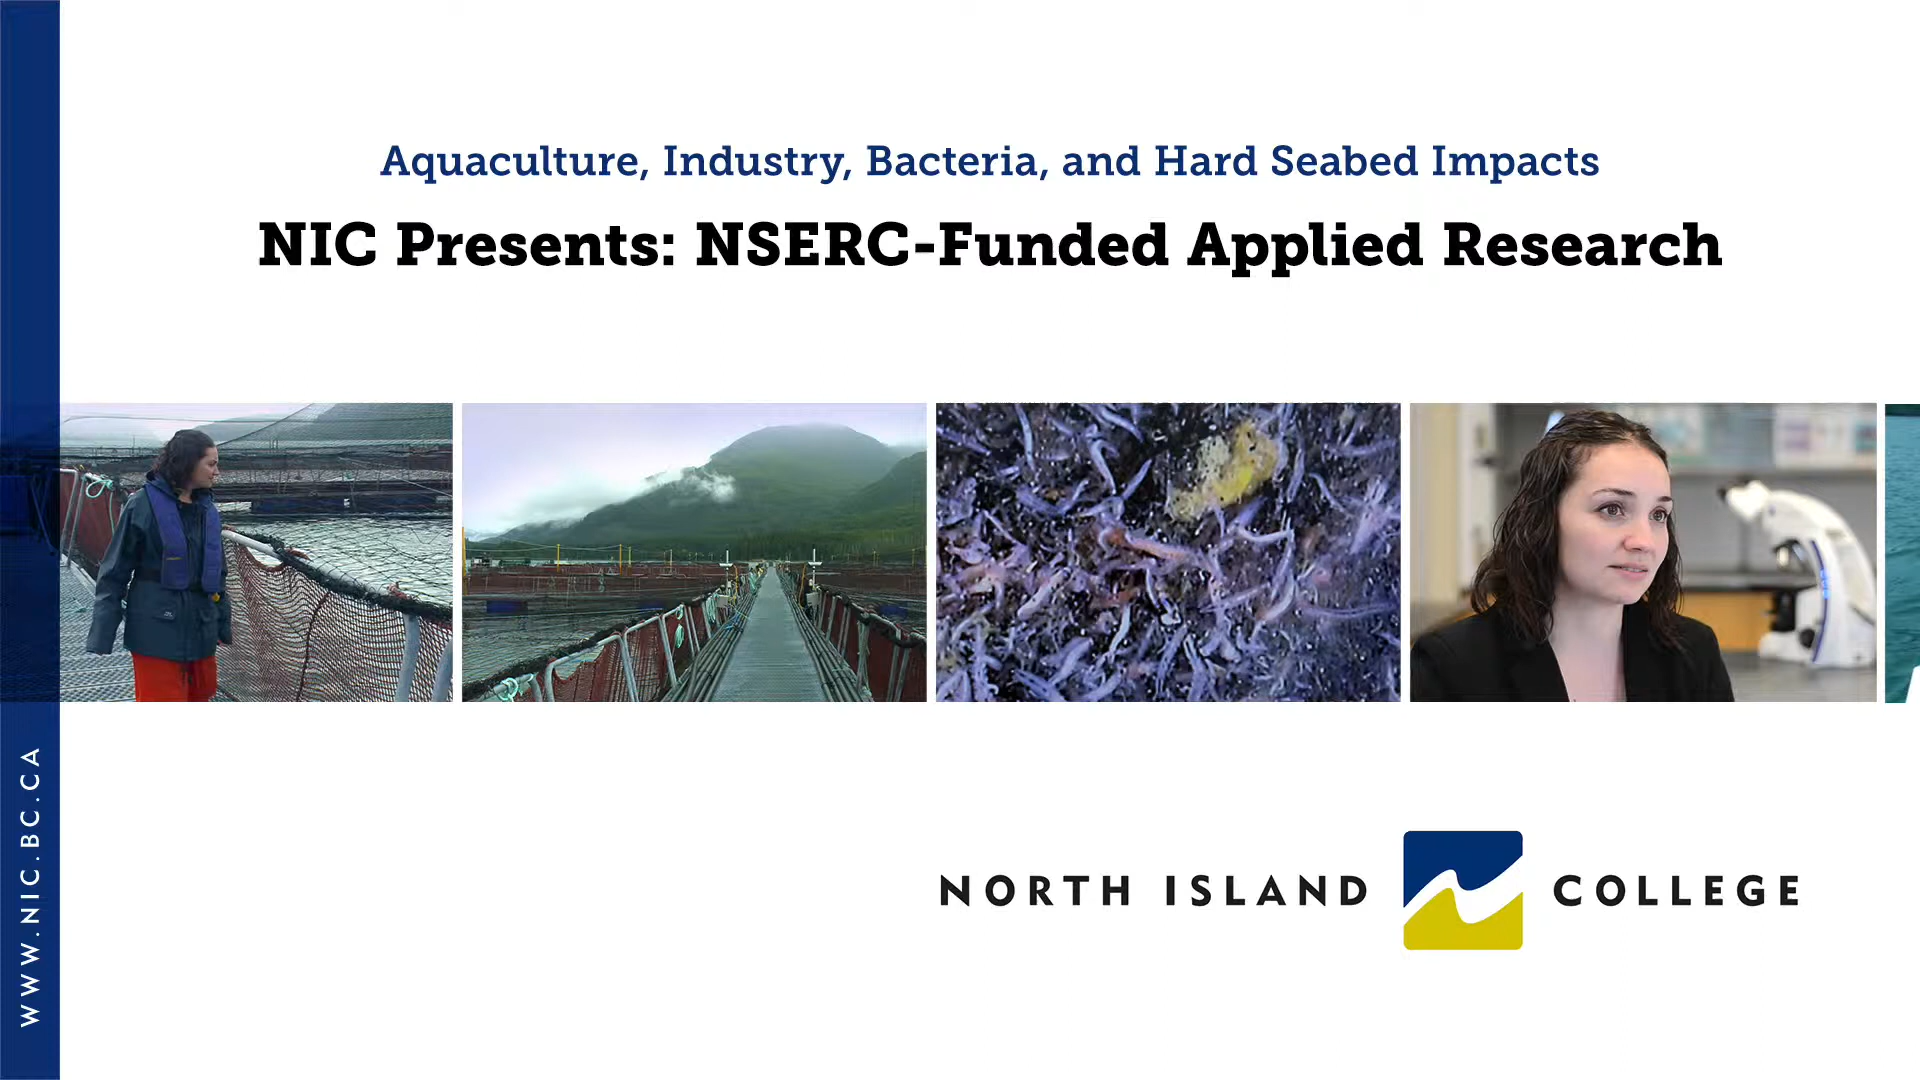 Aquaculture, Industry, Bacteria, and Hard Seabed Impacts
NIC Presents: NSERC-Funded Applied Research
WWW.NIC.BC.CA
NORTH ISLAND COLLEGE